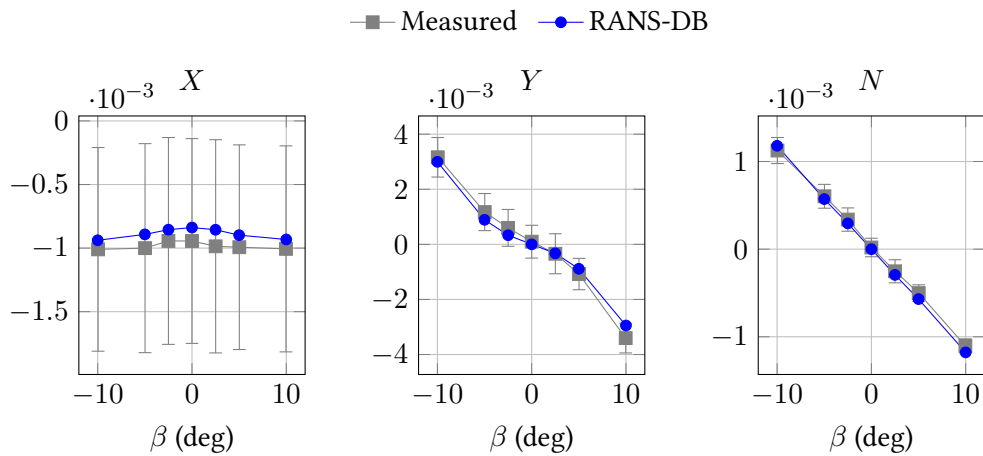 Measured RANS-DB
X Y N
·10⁻³ ·10⁻³ ·10⁻³
0
−0.5
−1
−1.5
−10 0 10
β (deg)
4
2
0
−2
−4
−10 0 10
β (deg)
1
0
−1
−10 0 10
β (deg)